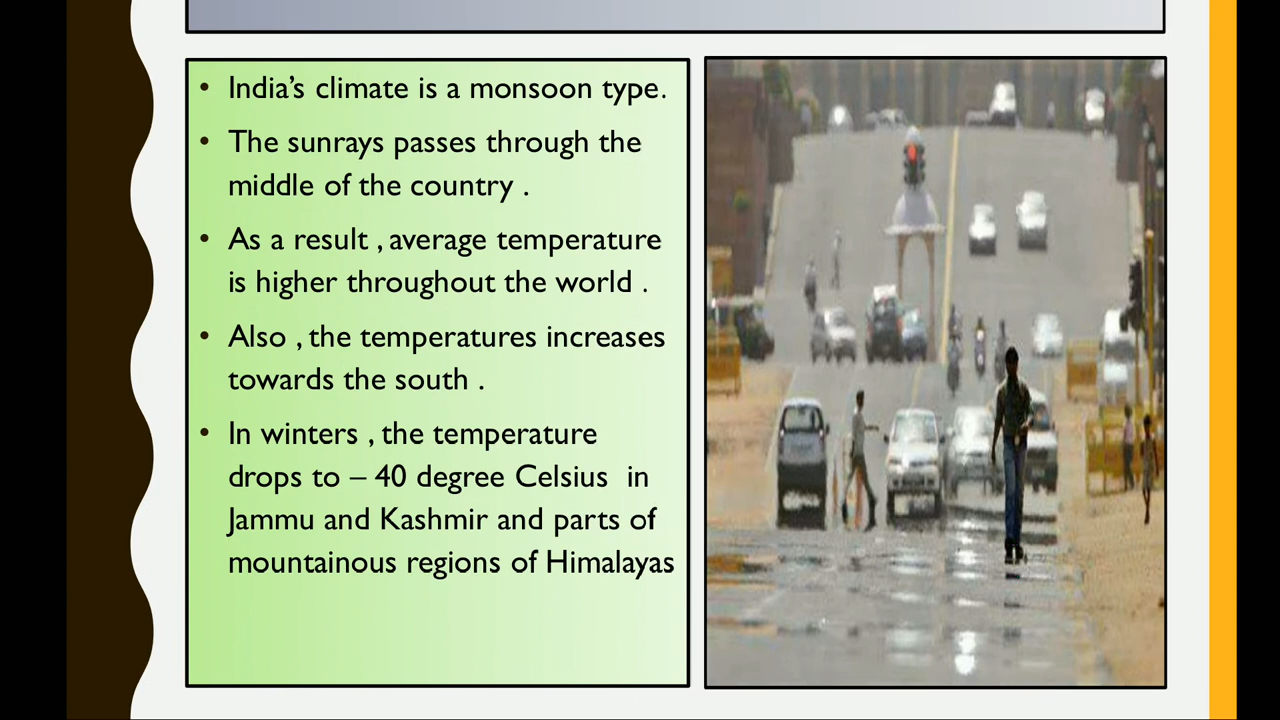 • India’s climate is a monsoon type.
• The sunrays passes through the
middle of the country .
• As a result , average temperature
is higher throughout the world .
• Also , the temperatures increases
towards the south .
• In winters , the temperature
drops to – 40 degree Celsius  in
Jammu and Kashmir and parts of
mountainous regions of Himalayas